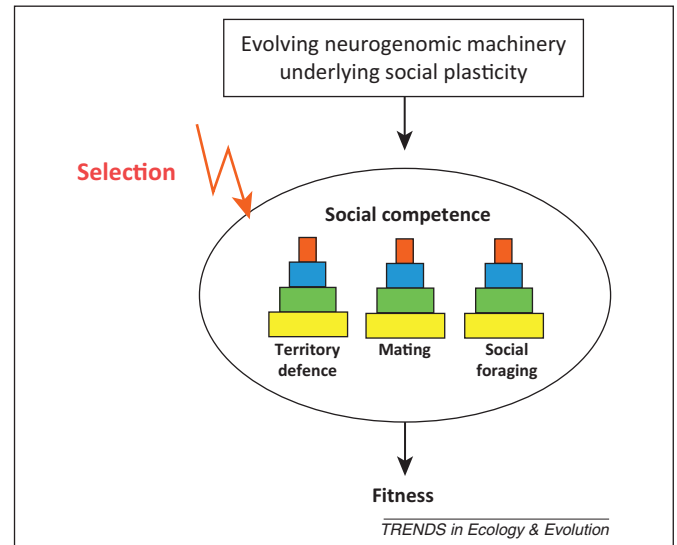 Evolving neurogenomic machinery
underlying social plasticity
Selection
Social competence
Territory
defence
Mating
Social
foraging
Fitness
TRENDS in Ecology & Evolution